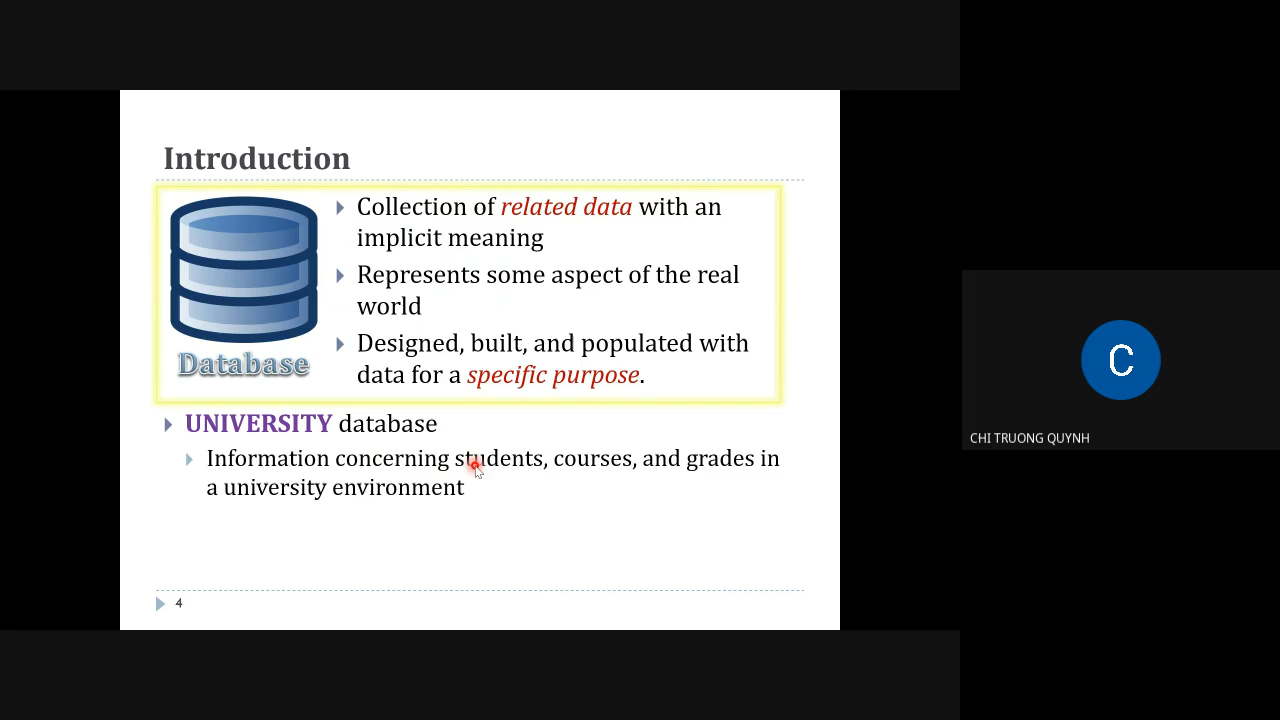 Introduction
Collection of related data with an
implicit meaning
Represents some aspect of the real
world
Designed, built, and populated with
data for a specific purpose.
Database
UNIVERSITY database
Information concerning students, courses, and grades in
a university environment
4
C
CHI TRUONG QUYNH